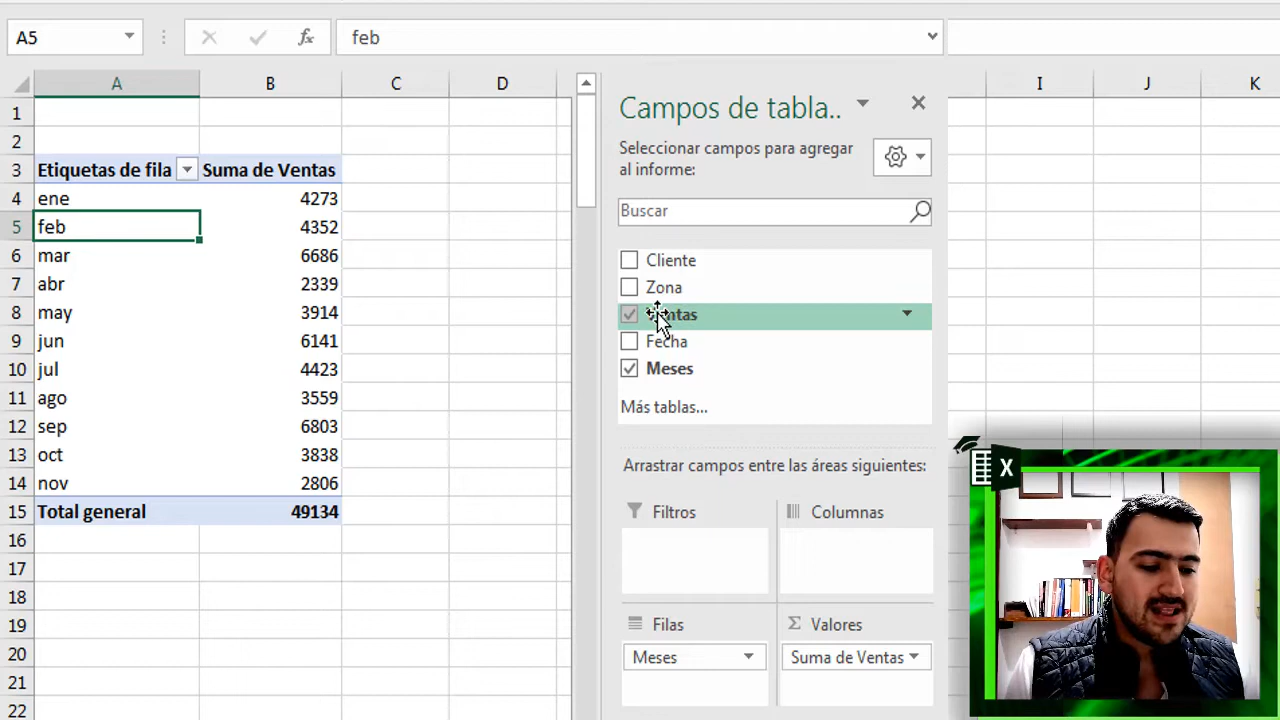 A5
feb
A B C D I J K
1
2
3 Etiquetas de fila Suma de Ventas
4 ene 4273
5 feb 4352
6 mar 6686
7 abr 2339
8 may 3914
9 jun 6141
10 jul 4423
11 ago 3559
12 sep 6803
13 oct 3838
14 nov 2806
15 Total general 49134
16
17
18
19
20
21
22
Campos de tabla..
Seleccionar campos para agregar
al informe:
Buscar
Cliente
Zona
Ventas
Fecha
Meses
Más tablas...
Arrastrar campos entre las áreas siguientes:
Filtros
Columnas
Filas
Σ Valores
Meses
Suma de Ventas
X